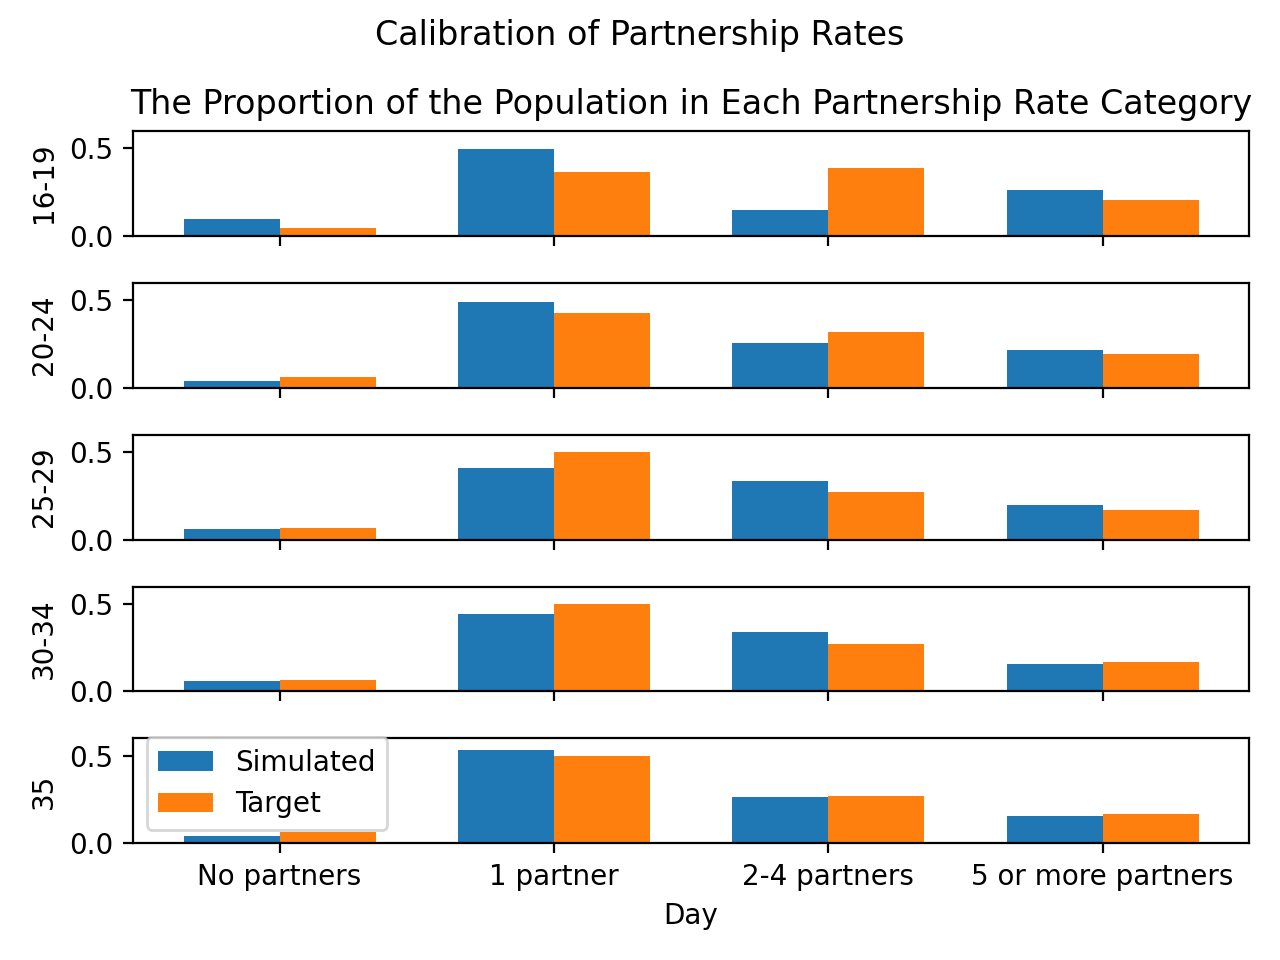 Calibration of Partnership Rates
The Proportion of the Population in Each Partnership Rate Category
0.5
0.0
16-19
0.5
0.0
20-24
0.5
0.0
25-29
0.5
0.0
30-34
0.5
0.0
35
Simulated
Target
No partners
1 partner
2-4 partners
5 or more partners
Day